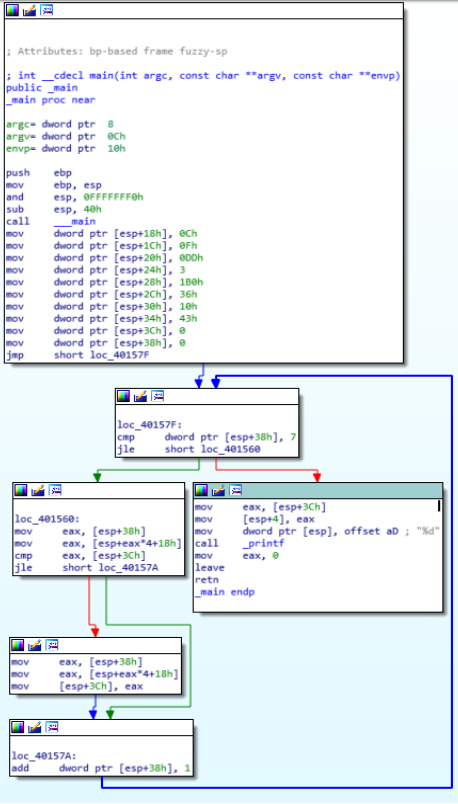 ; Attributes: bp-based frame fuzzy-sp
; int __cdecl main(int argc, const char **argv, const char **envp)
public _main
_main proc near
argc= dword ptr  8
argv= dword ptr  0Ch
envp= dword ptr  10h
push    ebp
mov     ebp, esp
and     esp, 0FFFFFFF0h
sub     esp, 40h
call    ___main
mov     dword ptr [esp+18h], 0Ch
mov     dword ptr [esp+1Ch], 0Fh
mov     dword ptr [esp+20h], 0DDh
mov     dword ptr [esp+24h], 3
mov     dword ptr [esp+28h], 1B0h
mov     dword ptr [esp+2Ch], 36h
mov     dword ptr [esp+30h], 10h
mov     dword ptr [esp+34h], 43h
mov     dword ptr [esp+3Ch], 0
mov     dword ptr [esp+38h], 0
jmp     short loc_40157F
loc_40157F:
cmp     dword ptr [esp+38h], 7
jle     short loc_401560
loc_401560:
mov     eax, [esp+38h]
mov     eax, [esp+eax*4+18h]
cmp     eax, [esp+3Ch]
jle     short loc_40157A
mov     eax, [esp+3Ch]
mov     [esp+4], eax
mov     dword ptr [esp], offset aD ; "%d"
call    _printf
mov     eax, 0
leave
retn
_main endp
mov     eax, [esp+38h]
mov     eax, [esp+eax*4+18h]
mov     [esp+3Ch], eax
loc_40157A:
add     dword ptr [esp+38h], 1